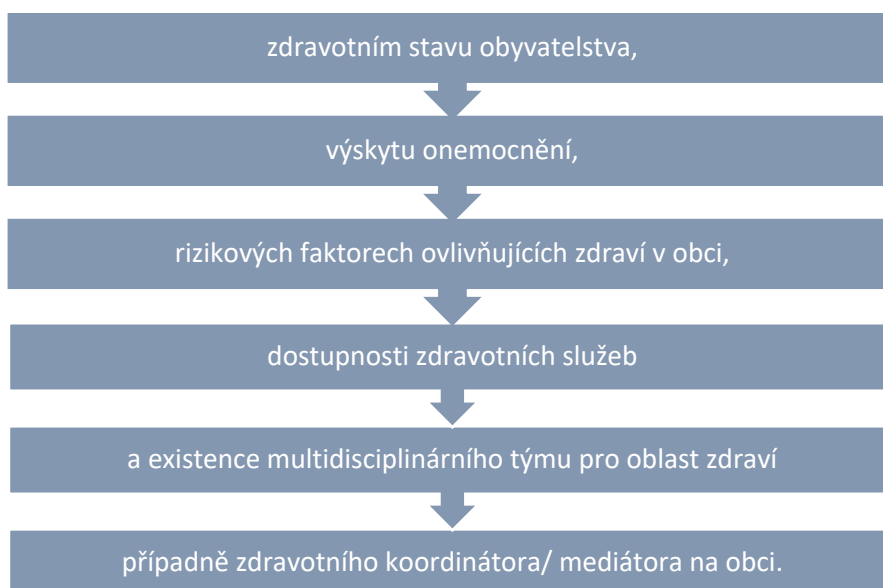 zdravotním stavu obyvatelstva,
výskytu onemocnění,
rizikových faktorech ovlivňujících zdraví v obci,
dostupnosti zdravotních služeb
a existence multidisciplinárního týmu pro oblast zdraví
případně zdravotního koordinátora/ mediátora na obci.